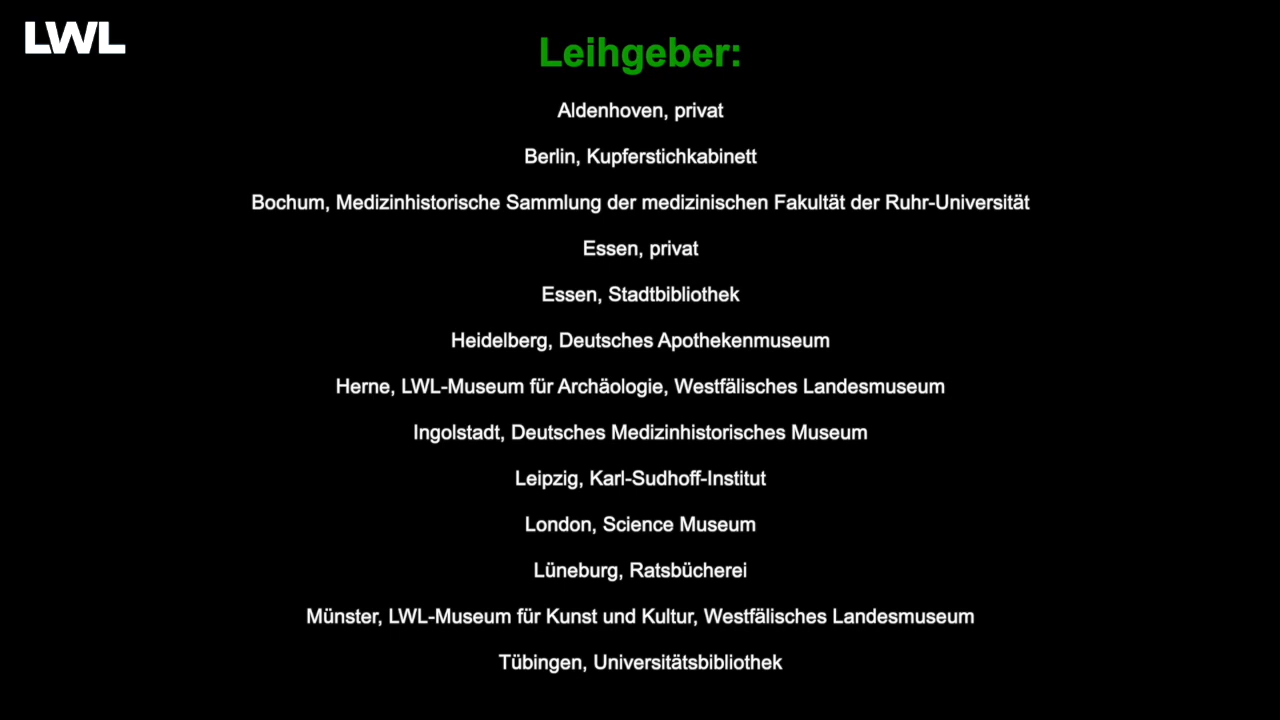 LWL
Leihgeber:
Aldenhoven, privat
Berlin, Kupferstichkabinett
Bochum, Medizinhistorische Sammlung der medizinischen Fakultät der Ruhr-Universität
Essen, privat
Essen, Stadtbibliothek
Heidelberg, Deutsches Apothekenmuseum
Herne, LWL-Museum für Archäologie, Westfälisches Landesmuseum
Ingolstadt, Deutsches Medizinhistorisches Museum
Leipzig, Karl-Sudhoff-Institut
London, Science Museum
Lüneburg, Ratsbücherei
Münster, LWL-Museum für Kunst und Kultur, Westfälisches Landesmuseum
Tübingen, Universitätsbibliothek